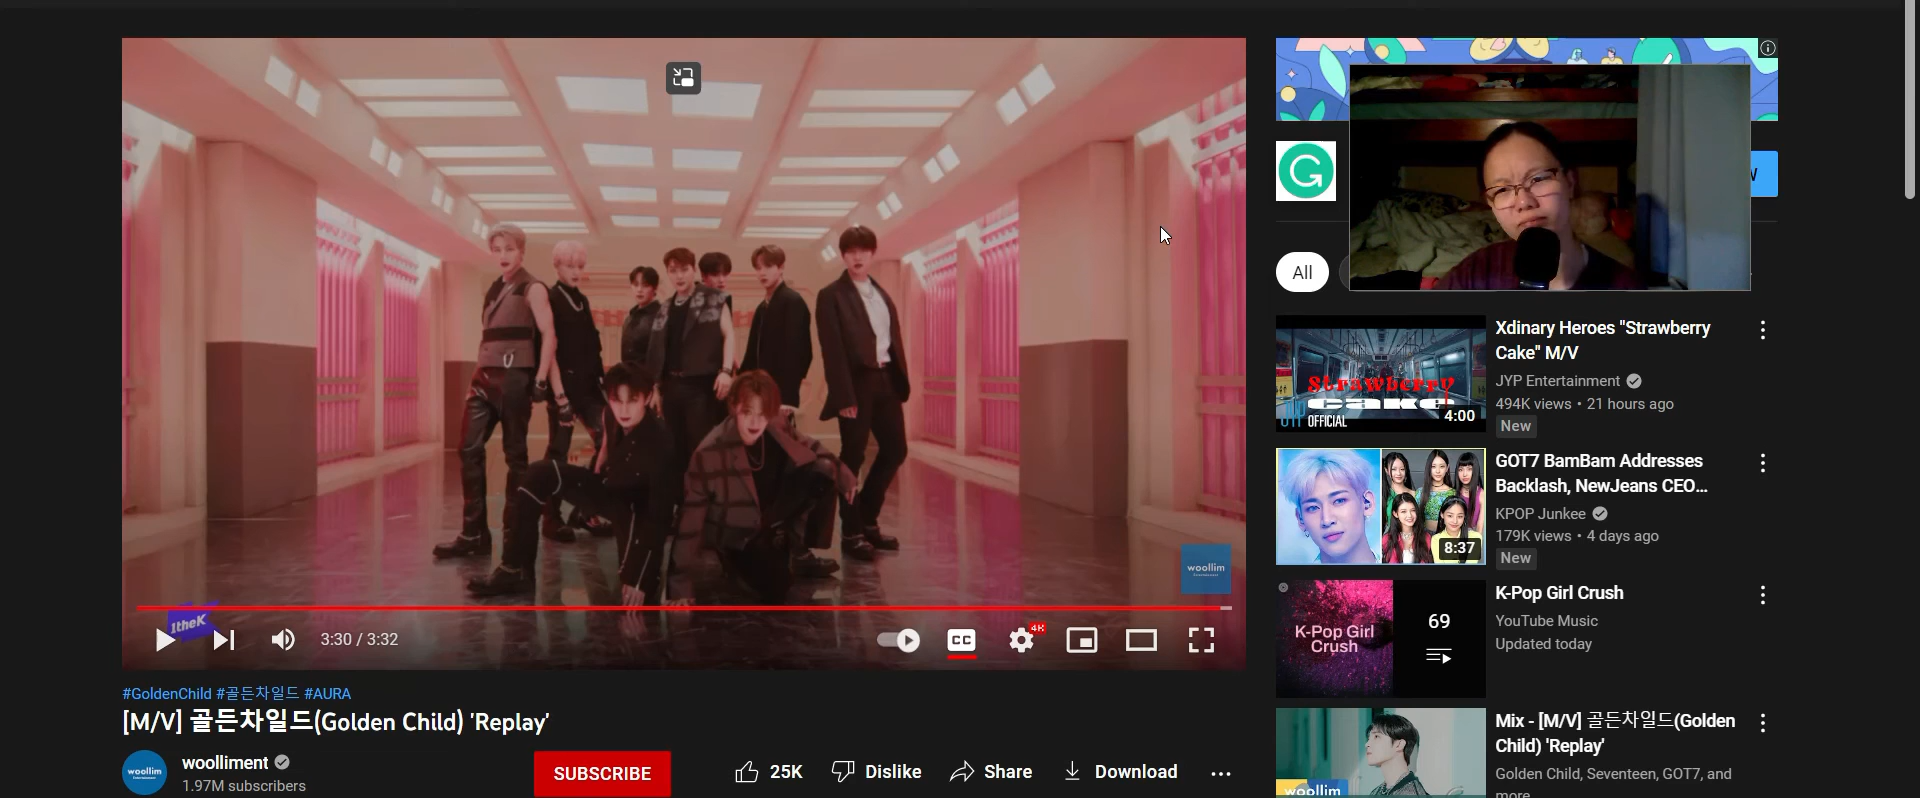 woollim
Entertainment
1theK
3:30 / 3:32
CC
4K
#GoldenChild #골든차일드 #AURA
[M/V] 골든차일드(Golden Child) 'Replay'
woollim
woolliment
1.97M subscribers
SUBSCRIBE
25K
Dislike
Share
Download
All
Strawberry
CAKE
OFFICIAL
4:00
Xdinary Heroes "Strawberry
Cake" M/V
JYP Entertainment
494K views • 21 hours ago
New
8:37
GOT7 BamBam Addresses
Backlash, NewJeans CEO...
KPOP Junkee
179K views • 4 days ago
New
K-Pop Girl
Crush
69
K-Pop Girl Crush
YouTube Music
Updated today
woollim
Mix - [M/V] 골든차일드(Golden
Child) 'Replay'
Golden Child, Seventeen, GOT7, and
more